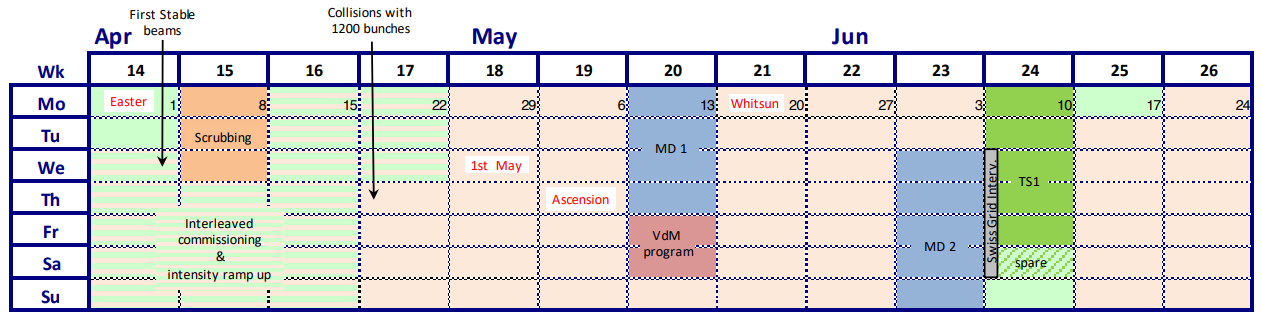 First Stable
beams
Collisions with
1200 bunches
Apr May Jun
Wk 14 15 16 17 18 19 20 21 22 23 24 25 26
Mo Easter 1 8 15 22 29 6 13 Whitsun 20 27 3 10 17 24
Tu Scrubbing MD 1
We 1st May
Th Ascension TS1
Swiss Grid Interv.
Fr Interleaved
commissioning
&
intensity ramp up
VdM
program
MD 2
Sa spare
Su